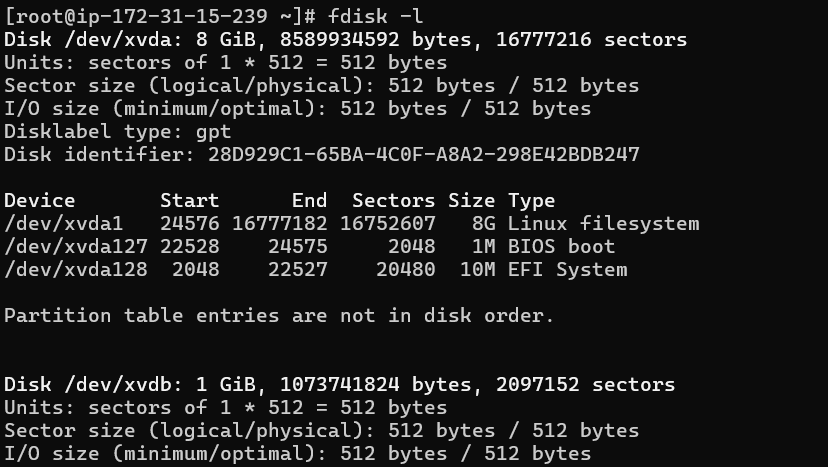 [root@ip-172-31-15-239 ~]# fdisk -l
Disk /dev/xvda: 8 GiB, 8589934592 bytes, 16777216 sectors
Units: sectors of 1 * 512 = 512 bytes
Sector size (logical/physical): 512 bytes / 512 bytes
I/O size (minimum/optimal): 512 bytes / 512 bytes
Disklabel type: gpt
Disk identifier: 28D929C1-65BA-4C0F-A8A2-298E42BDB247
Device       Start      End  Sectors Size Type
/dev/xvda1   24576 16777182 16752607   8G Linux filesystem
/dev/xvda127 22528    24575     2048   1M BIOS boot
/dev/xvda128  2048    22527    20480  10M EFI System
Partition table entries are not in disk order.
Disk /dev/xvdb: 1 GiB, 1073741824 bytes, 2097152 sectors
Units: sectors of 1 * 512 = 512 bytes
Sector size (logical/physical): 512 bytes / 512 bytes
I/O size (minimum/optimal): 512 bytes / 512 bytes